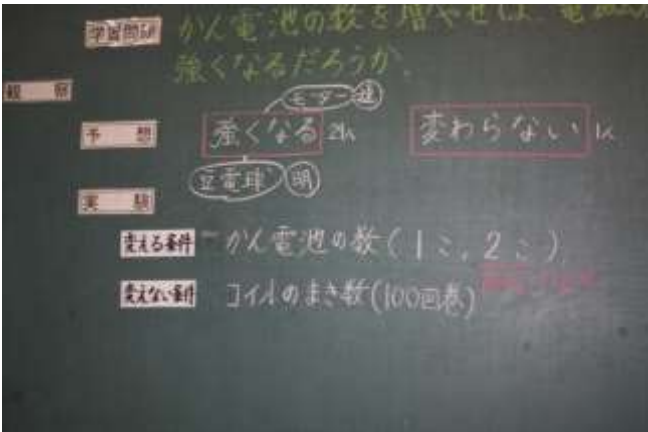 学習問題 かん電池の数を増やせば、電磁
強くなるだろうか。
観察
モーター 速
予想 強くなる 2人 変わらない 1人
豆電球 明
実験
変える条件 かん電池の数(1こ,2こ)
変えない条件 コイルのまき数(100回巻)